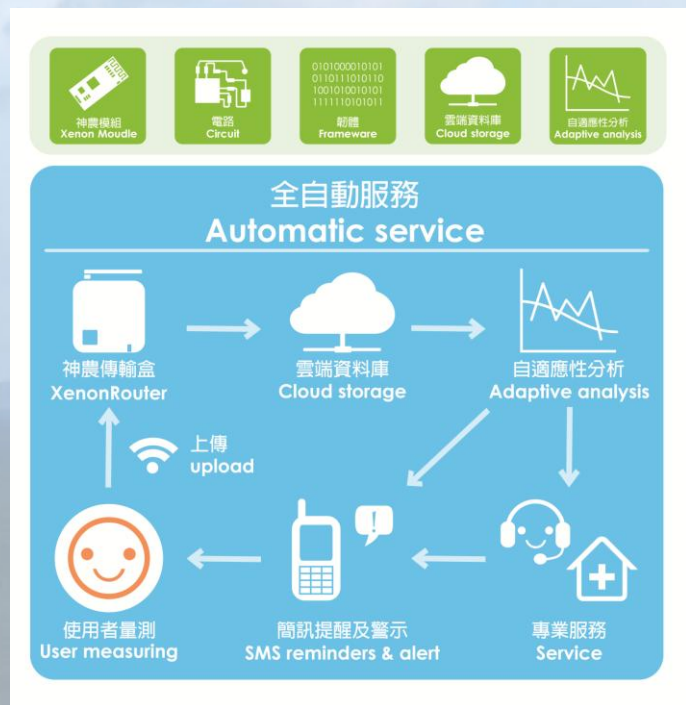 神農模組
Xenon Moudle
電路
Circuit
0101000010101
0110111010110
1001010010101
1111110101011
韌體
Frameware
雲端資料庫
Cloud storage
自適應性分析
Adaptive analysis
全自動服務
Automatic service
神農傳輸盒
XenonRouter
雲端資料庫
Cloud storage
自適應性分析
Adaptive analysis
上傳
upload
!
使用者量測
User measuring
簡訊提醒及警示
SMS reminders & alert
專業服務
Service